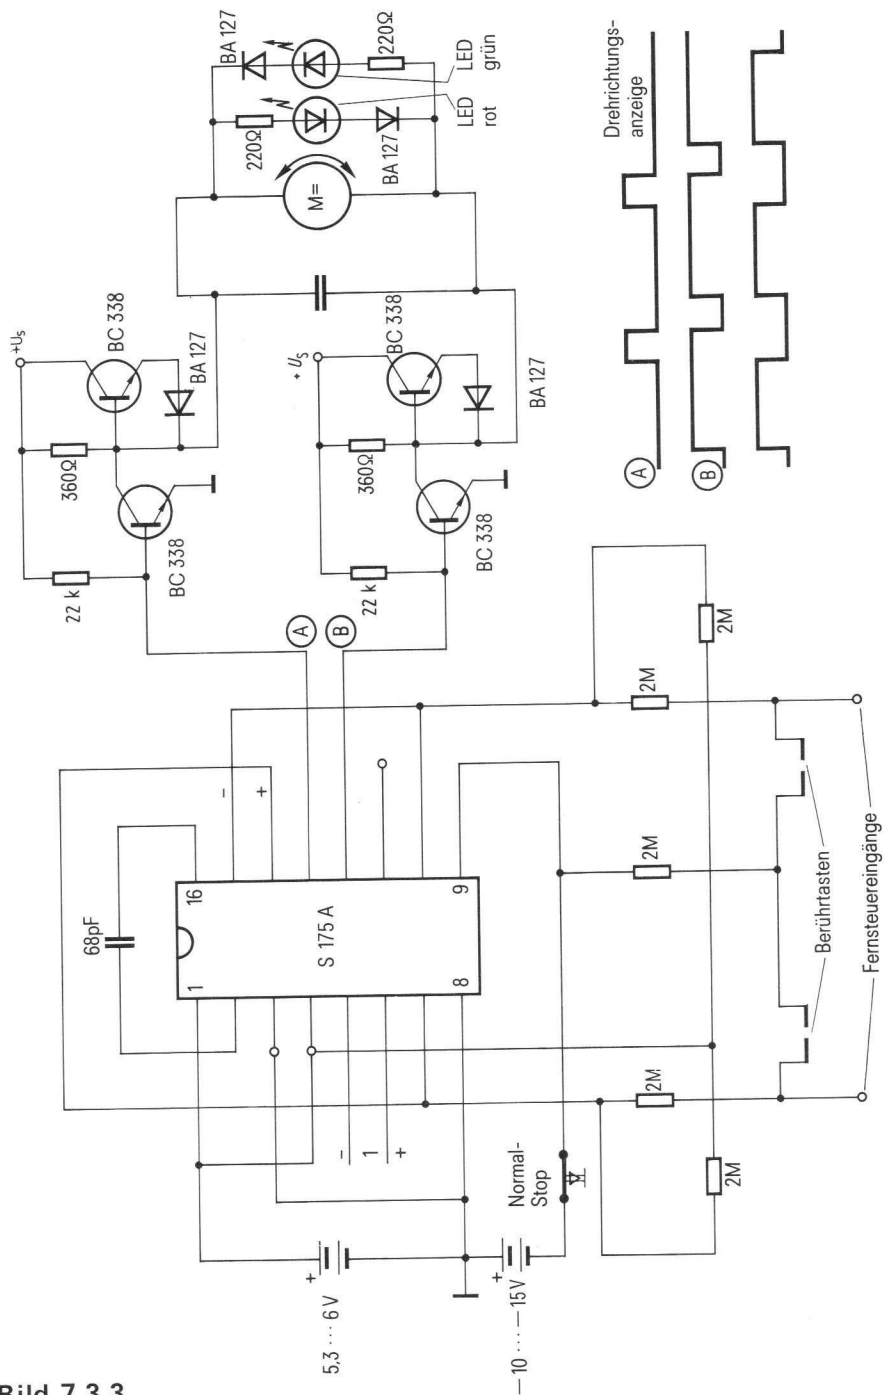 BA 127
220Ω
LED
grün
LED
rot
220Ω
BA 127
M=
Drehrichtungs-
anzeige
A
B
+Us
BC 338
BA 127
360Ω
BC 338
22 k
+ Us
BC 338
BA 127
360Ω
BC 338
22 k
A
B
2M
2M
2M
2M
2M
−
+
68pF
16
1
S 175 A
9
8
−
1
+
Normal-
Stop
+
5,3 ··· 6 V
+
—10 ···· —15V
Berührtasten
Fernsteuereingänge
Bild 7.3.3